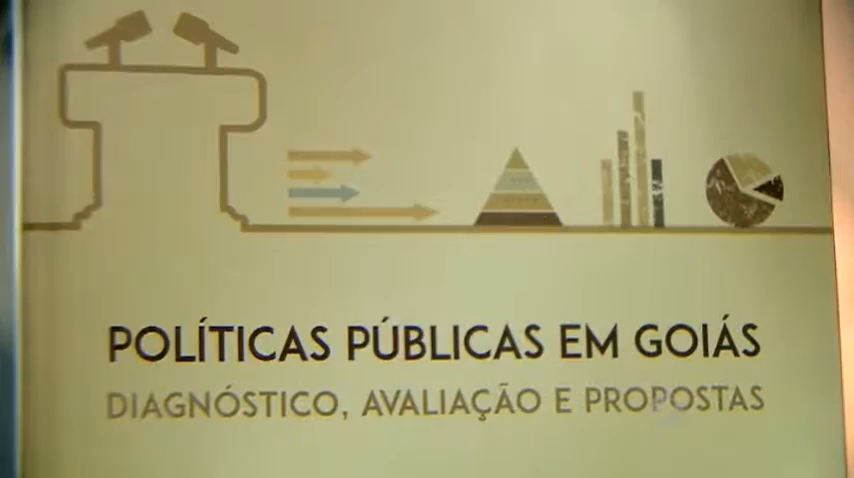 POLÍTICAS PÚBLICAS EM GOIÁS
DIAGNÓSTICO, AVALIAÇÃO E PROPOSTAS